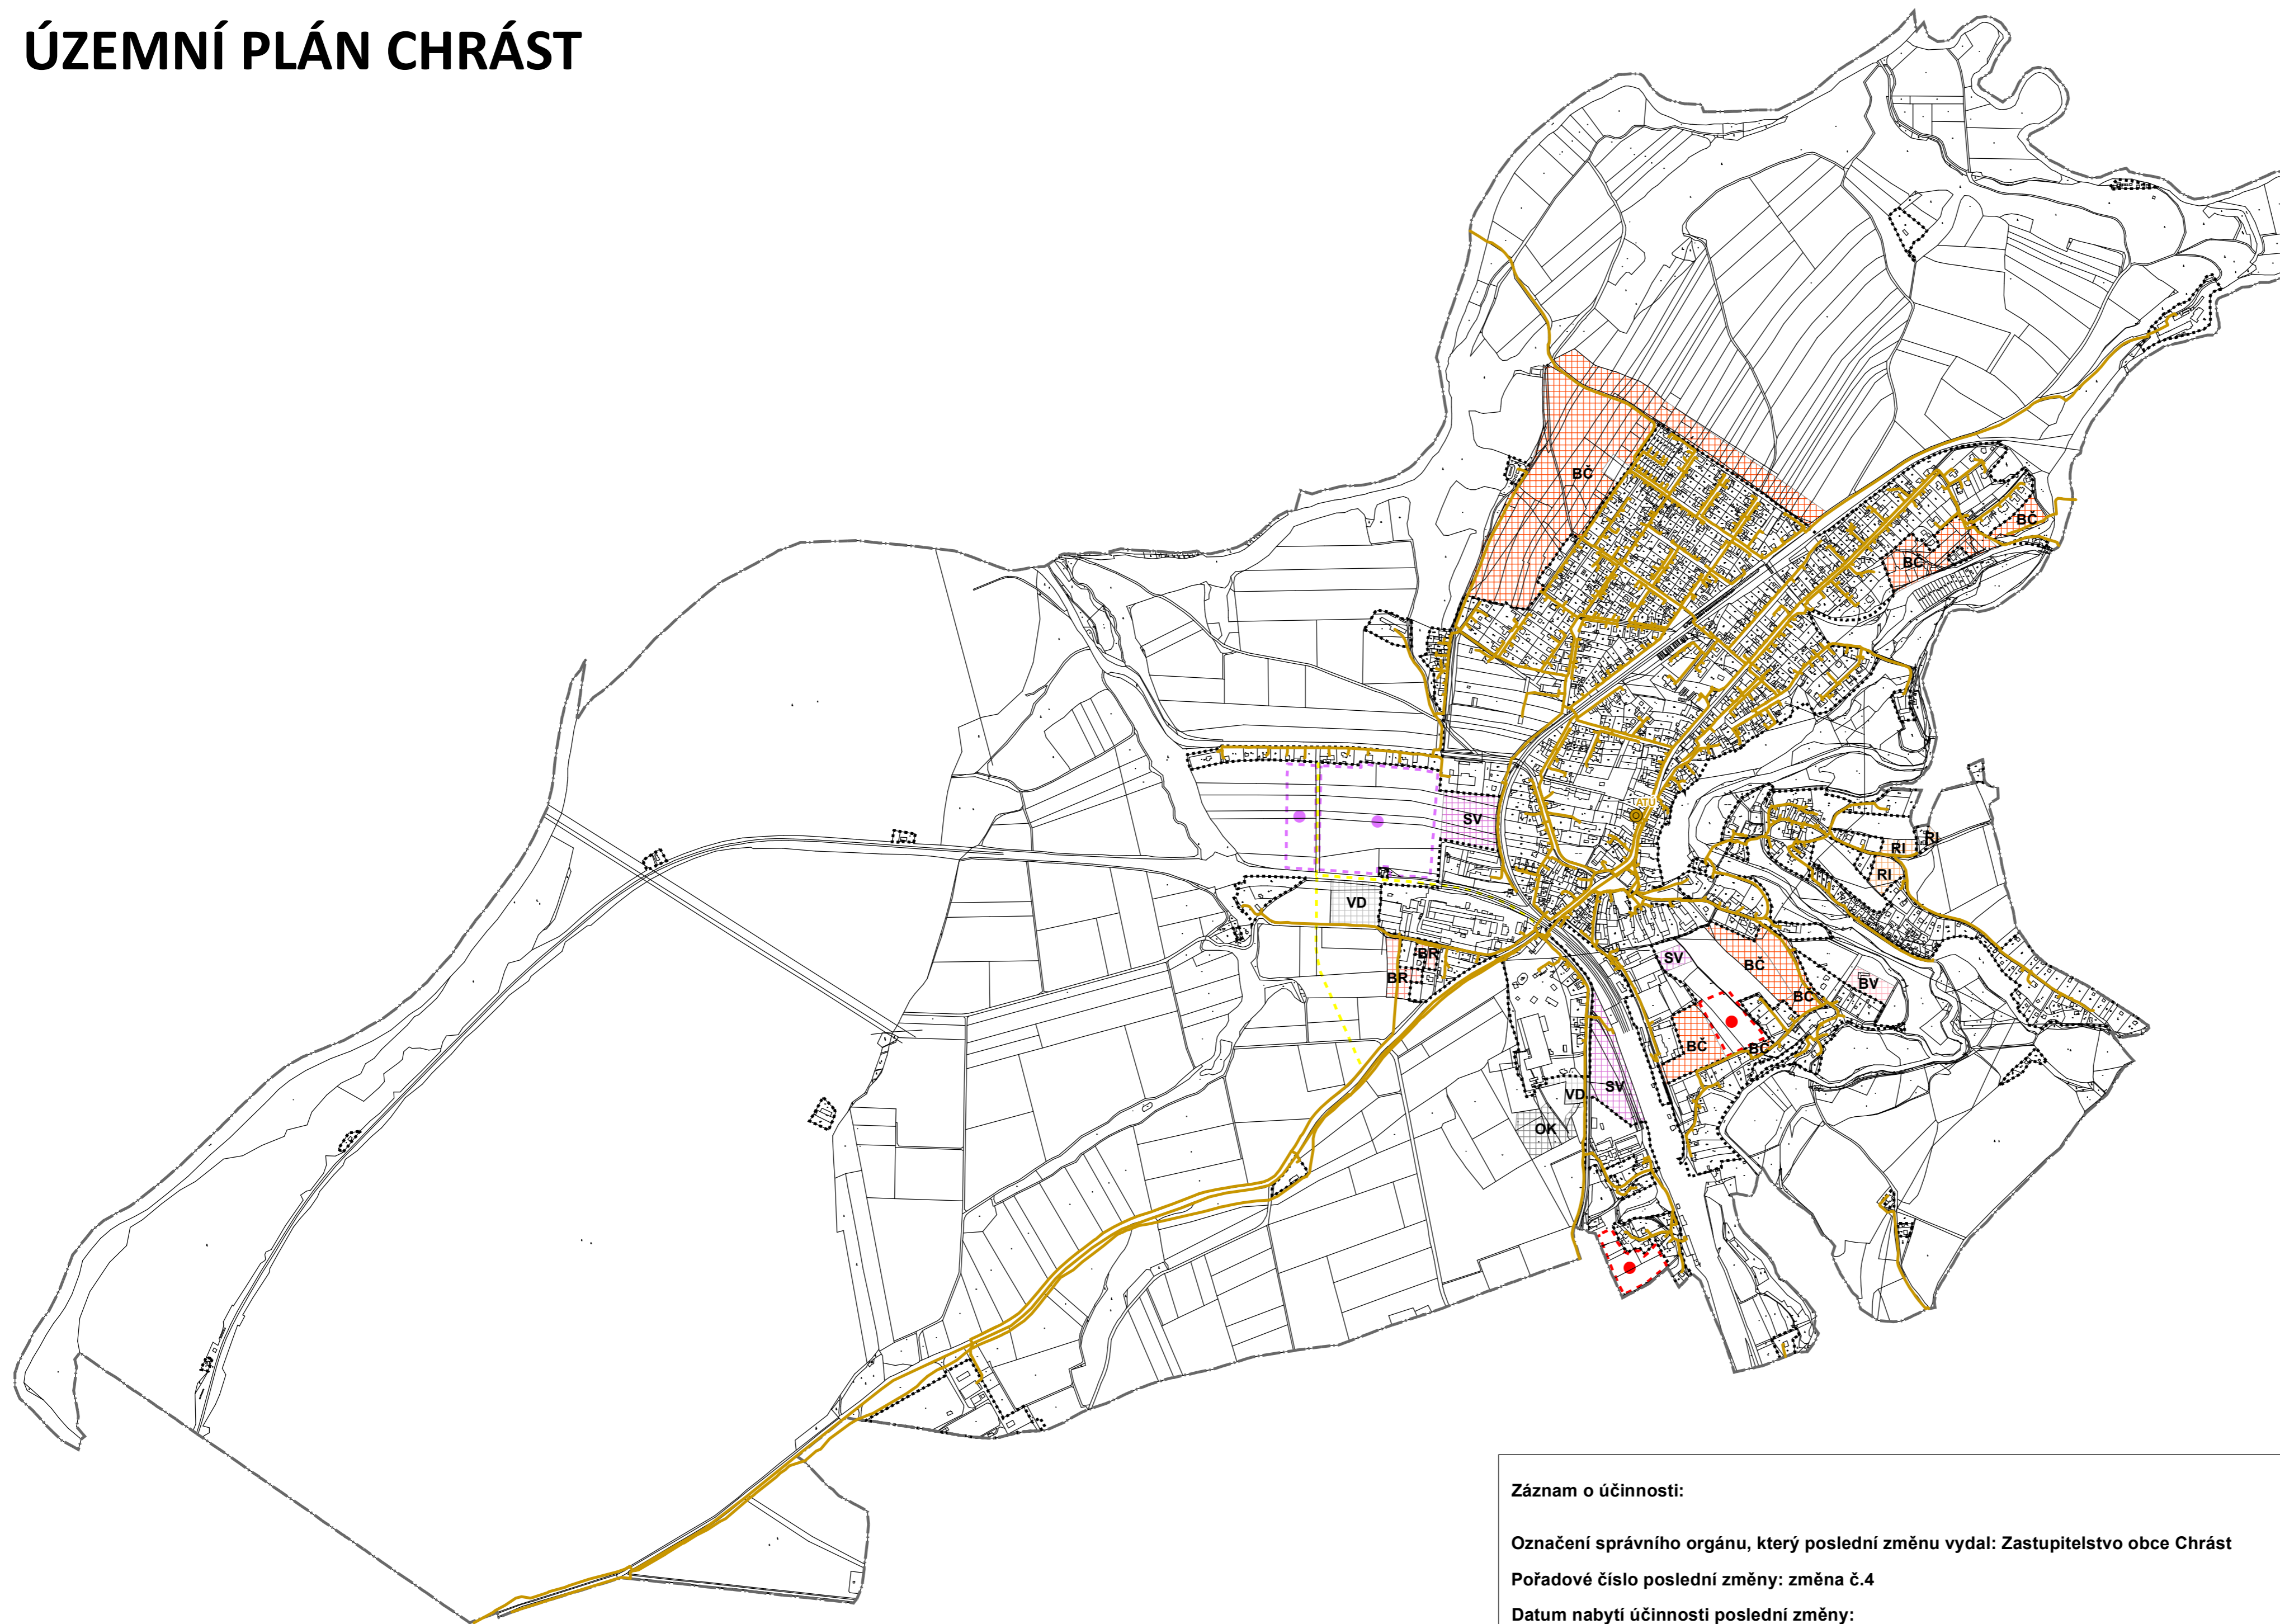 ÚZEMNÍ PLÁN CHRÁST
BČ
BČ
BČ
TATU
SV
RI
RI
RI
VD
BR
BR
SV
BČ
BČ
BV
BČ
BČ
SV
VD
OK
Záznam o účinnosti:
Označení správního orgánu, který poslední změnu vydal: Zastupitelstvo obce Chrást
Pořadové číslo poslední změny: změna č.4
Datum nabytí účinnosti poslední změny: